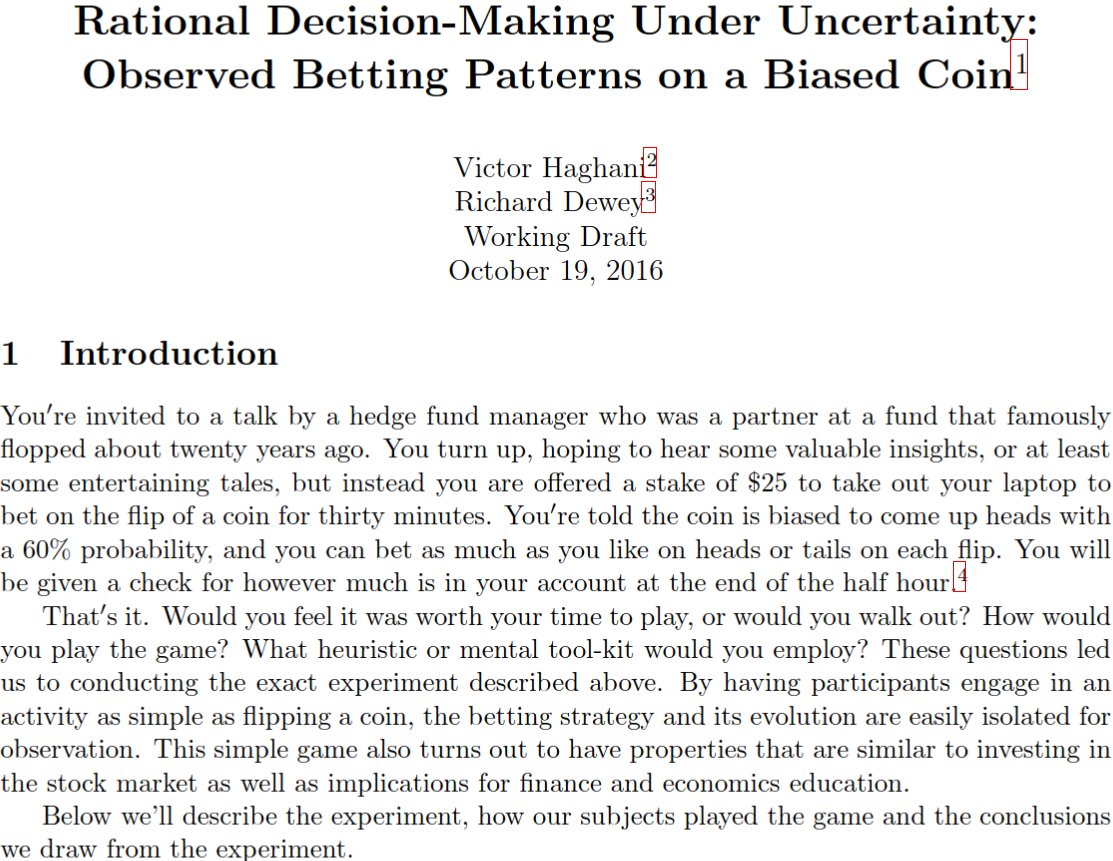 Rational Decision-Making Under Uncertainty:
Observed Betting Patterns on a Biased Coin1
Victor Haghani2
Richard Dewey3
Working Draft
October 19, 2016
1 Introduction
You′re invited to a talk by a hedge fund manager who was a partner at a fund that famously
flopped about twenty years ago. You turn up, hoping to hear some valuable insights, or at least
some entertaining tales, but instead you are offered a stake of $25 to take out your laptop to
bet on the flip of a coin for thirty minutes. You′re told the coin is biased to come up heads with
a 60% probability, and you can bet as much as you like on heads or tails on each flip. You will
be given a check for however much is in your account at the end of the half hour.4
That′s it. Would you feel it was worth your time to play, or would you walk out? How would
you play the game? What heuristic or mental tool-kit would you employ? These questions led
us to conducting the exact experiment described above. By having participants engage in an
activity as simple as flipping a coin, the betting strategy and its evolution are easily isolated for
observation. This simple game also turns out to have properties that are similar to investing in
the stock market as well as implications for finance and economics education.
Below we’ll describe the experiment, how our subjects played the game and the conclusions
we draw from the experiment.